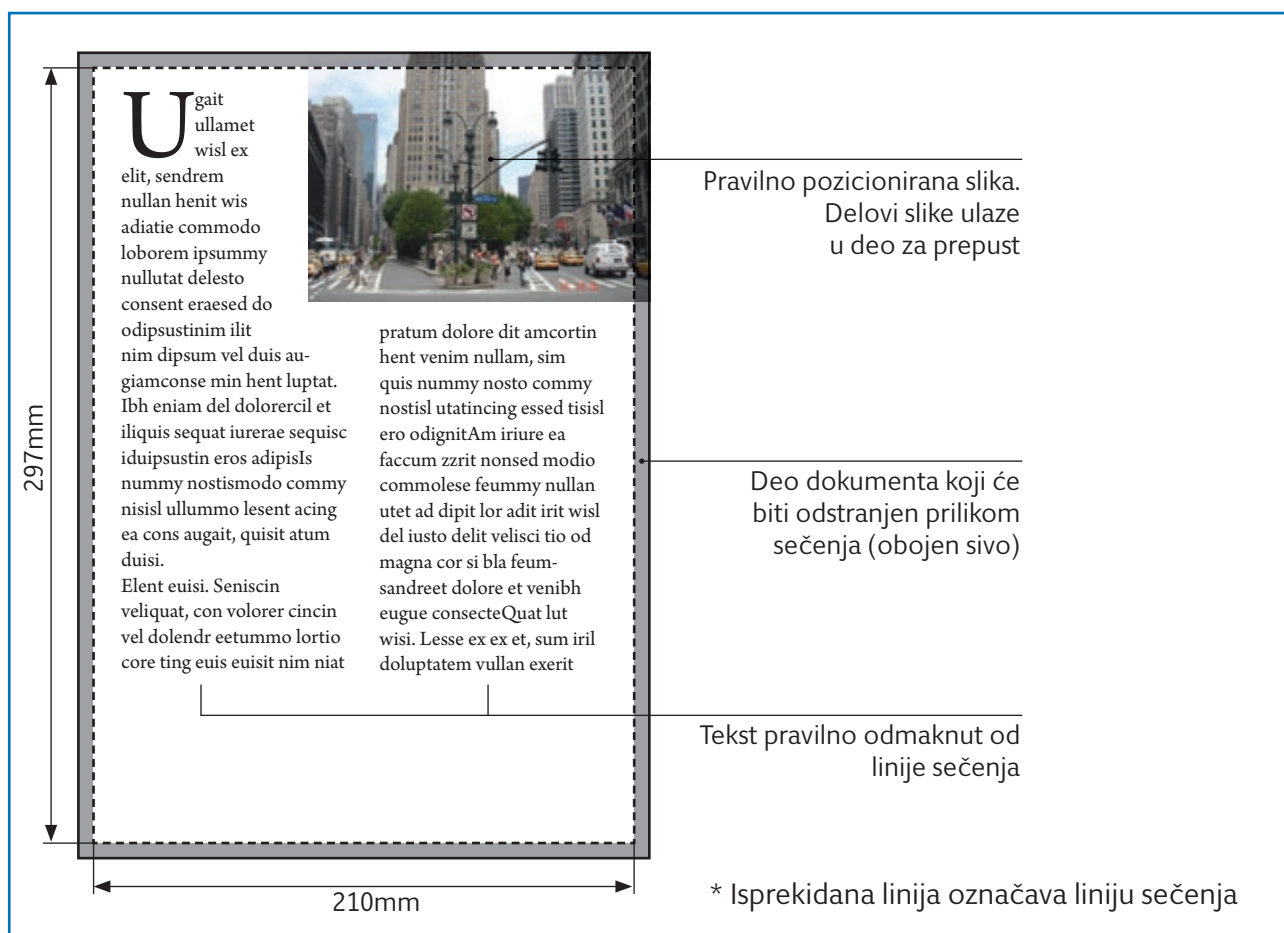 Ugait
ullamet
wisl ex
elit, sendrem
nullan henit wis
adiatie commodo
loborem ipsummy
nullutat delesto
consent eraesed do
odipsustinim ilit
nim dipsum vel duis au-
giamconse min hent luptat.
Ibh eniam del dolorercil et
iliquis sequat iurerae sequisc
iduipsustin eros adipisIs
nummy nostismodo commy
nisisl ullummo lesent acing
ea cons augait, quisit atum
duisi.
Elent euisi. Seniscin
veliquat, con volorer cincin
vel dolendr eetummo lortio
core ting euis euisit nim niat
pratum dolore dit amcortin
hent venim nullam, sim
quis nummy nosto commy
nostisl utatincing essed tisisl
ero odignitAm iriure ea
faccum zzrit nonsed modio
commolese feummy nullan
utet ad dipit lor adit irit wisl
del iusto delit velisci tio od
magna cor si bla feum-
sandreet dolore et venibh
eugue consecteQuat lut
wisi. Lesse ex ex et, sum iril
doluptatem vullan exerit
Pravilno pozicionirana slika.
Delovi slike ulaze
u deo za prepust
Deo dokumenta koji će
biti odstranjen prilikom
sečenja (obojen sivo)
Tekst pravilno odmaknut od
linije sečenja
297mm
210mm
* Isprekidana linija označava liniju sečenja